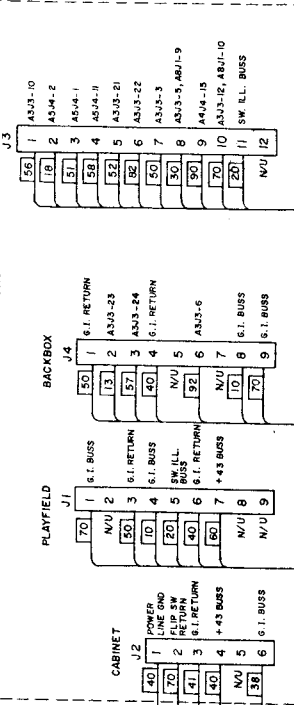 CABINET
J2
40 1 POWER LINE GND
70 2 FLIP SW RETURN
41 3 G.I. RETURN
40 4 +43 BUSS
N/U 5
38 6 G.I. BUSS
PLAYFIELD
J1
70 1 G.I. BUSS
N/U 2
50 3 G.I. RETURN
10 4 G.I. BUSS
20 5 SW. ILL. BUSS
40 6 G.I. RETURN
60 7 +43 BUSS
N/U 8
N/U 9
BACKBOX
J4
50 1 G.I. RETURN
13 2 A3J3-23
57 3 A3J3-24
40 4 G.I. RETURN
N/U 5
92 6 A3J3-6
N/U 7
10 8 G.I. BUSS
70 9 G.I. BUSS
J3
56 1 A3J3-10
18 2 A5J4-2
51 3 A5J4-1
58 4 A5J4-11
52 5 A3J3-21
82 6 A3J3-22
50 7 A3J3-3
30 8 A3J3-5, A8J1-9
90 9 A4J4-15
70 10 A3J3-12, A8J1-10
20 11 SW. ILL. BUSS
N/U 12